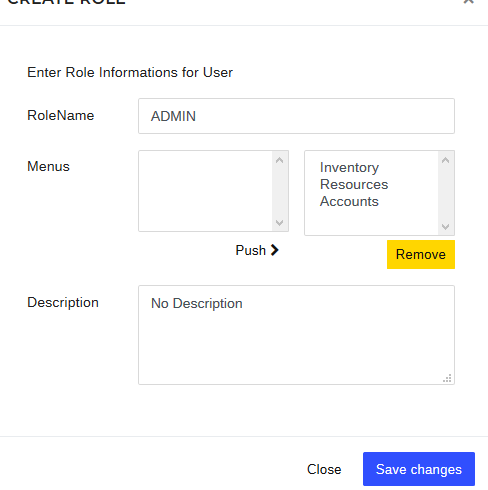 CREATE ROLE
Enter Role Informations for User
RoleName
ADMIN
Menus
Inventory
Resources
Accounts
Push
Remove
Description
No Description
Close
Save changes